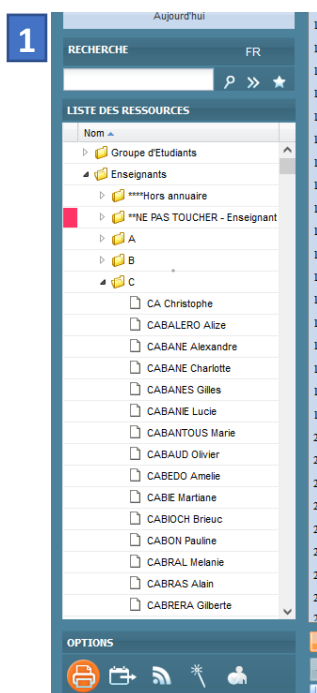 Aujourd'hui
1
RECHERCHE FR
LISTE DES RESSOURCES
Nom
Groupe d'Etudiants
Enseignants
****Hors annuaire
**NE PAS TOUCHER - Enseignant
A
B
C
CA Christophe
CABALERO Alize
CABANE Alexandre
CABANE Charlotte
CABANES Gilles
CABANIE Lucie
CABANTOUS Marie
CABAUD Olivier
CABEDO Amelie
CABIE Martiane
CABIOCH Brieuc
CABON Pauline
CABRAL Melanie
CABRAS Alain
CABRERA Gilberte
OPTIONS